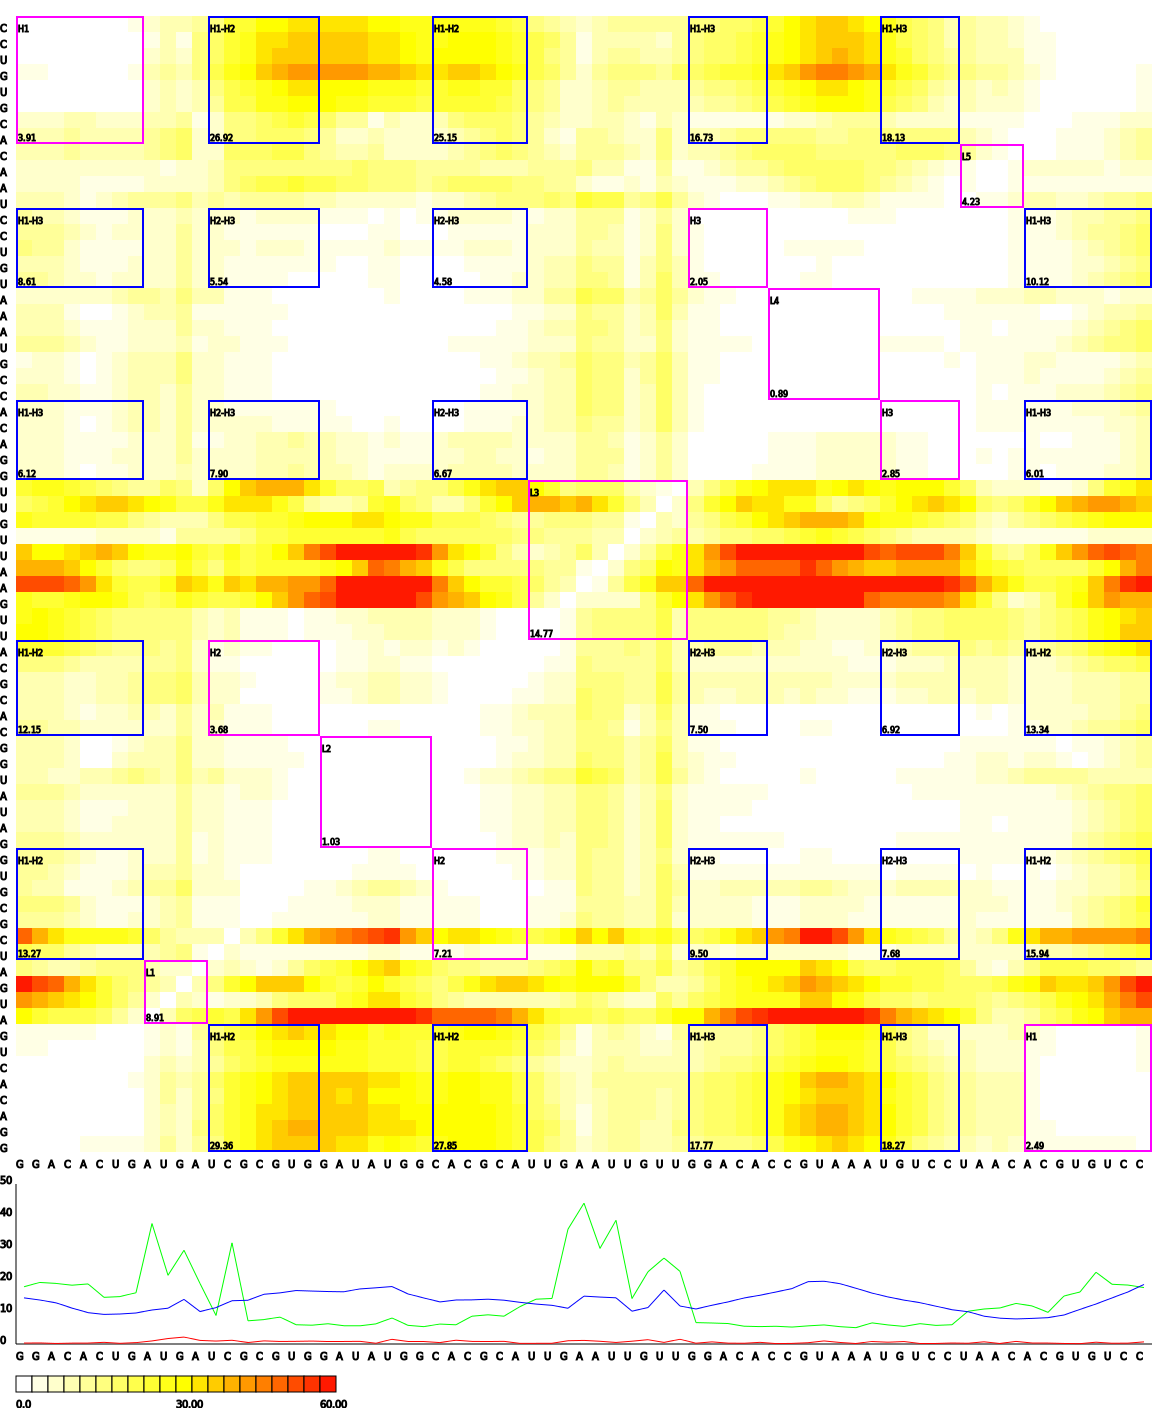 C H1 H1-H2 H1-H2 H1-H3 H1-H3
C
U
G
U
G
C
A 3.91 26.92 25.15 16.73 18.13
C L5
A
A
U 4.23
C H1-H3 H2-H3 H2-H3 H3 H1-H3
C
U
G
U 8.61 5.54 4.58 2.05 10.12
A L4
A
A
U
G
C
C 0.89
A H1-H3 H2-H3 H2-H3 H3 H1-H3
C
A
G
G 6.12 7.90 6.67 2.85 6.01
U L3
U
G
U
U
A
A
G
U
U 14.77
A H1-H2 H2 H2-H3 H2-H3 H1-H2
C
G
C
A
C 12.15 3.68 7.50 6.92 13.34
G L2
G
U
A
U
A
G 1.03
G H1-H2 H2 H2-H3 H2-H3 H1-H2
U
G
C
G
C
U 13.27 7.21 9.50 7.68 15.94
A L1
G
U
A 8.91
G H1-H2 H1-H2 H1-H3 H1-H3 H1
U
C
A
C
A
G
G 29.36 27.85 17.77 18.27 2.49
G G A C A C U G A U G A U C G C G U G G A U A U G G C A C G C A U U G A A U U G U U G G A C A C C G U A A A U G U C C U A A C A C G U G U C C
50
40
30
20
10
0
G G A C A C U G A U G A U C G C G U G G A U A U G G C A C G C A U U G A A U U G U U G G A C A C C G U A A A U G U C C U A A C A C G U G U C C
0.0 30.00 60.00